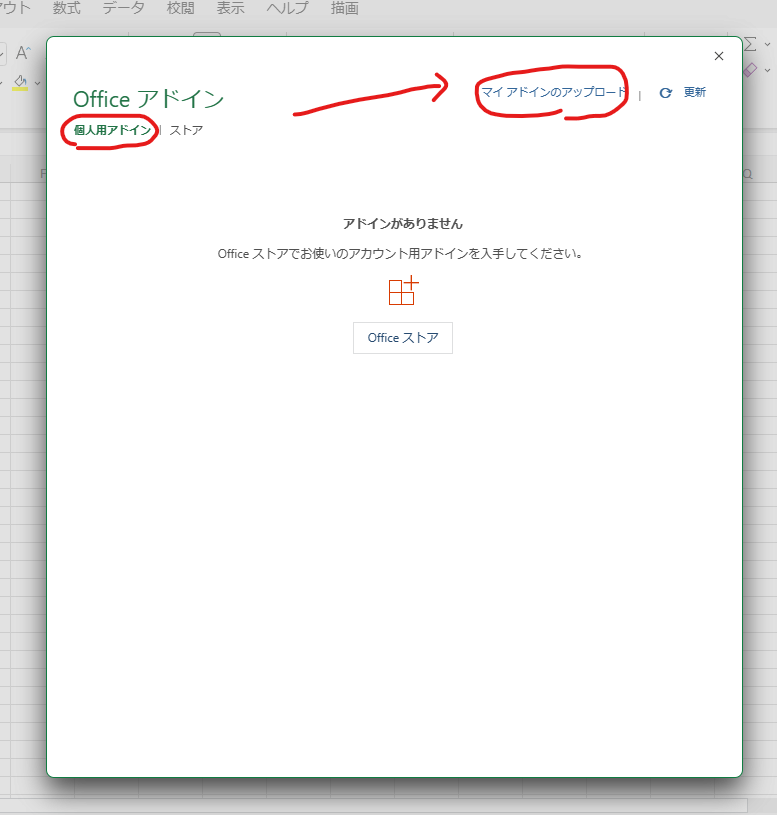 アウト 数式 データ 校閲 表示 ヘルプ 描画
A^
Office アドイン
マイ アドインのアップロード | 更新
個人用アドイン | ストア
F
Q
アドインがありません
Office ストアでお使いのアカウント用アドインを入手してください。
Office ストア